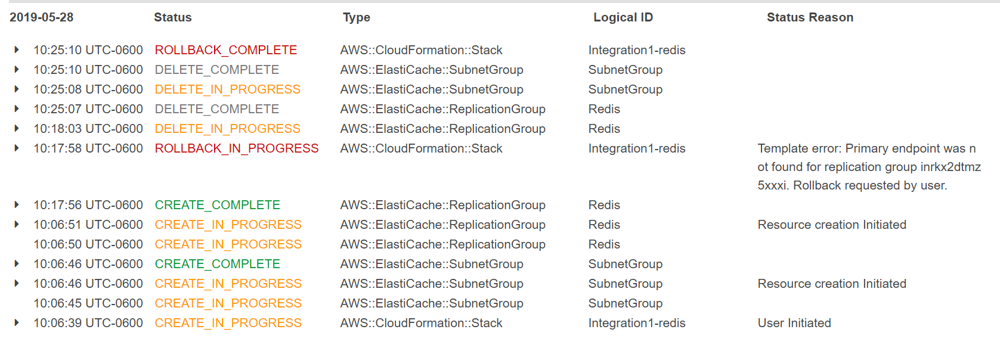 2019-05-28 Status Type Logical ID Status Reason
10:25:10 UTC-0600 ROLLBACK_COMPLETE AWS::CloudFormation::Stack Integration1-redis
10:25:10 UTC-0600 DELETE_COMPLETE AWS::ElastiCache::SubnetGroup SubnetGroup
10:25:08 UTC-0600 DELETE_IN_PROGRESS AWS::ElastiCache::SubnetGroup SubnetGroup
10:25:07 UTC-0600 DELETE_COMPLETE AWS::ElastiCache::ReplicationGroup Redis
10:18:03 UTC-0600 DELETE_IN_PROGRESS AWS::ElastiCache::ReplicationGroup Redis
10:17:58 UTC-0600 ROLLBACK_IN_PROGRESS AWS::CloudFormation::Stack Integration1-redis Template error: Primary endpoint was n
ot found for replication group inrkx2dtmz
5xxxi. Rollback requested by user.
10:17:56 UTC-0600 CREATE_COMPLETE AWS::ElastiCache::ReplicationGroup Redis
10:06:51 UTC-0600 CREATE_IN_PROGRESS AWS::ElastiCache::ReplicationGroup Redis Resource creation Initiated
10:06:50 UTC-0600 CREATE_IN_PROGRESS AWS::ElastiCache::ReplicationGroup Redis
10:06:46 UTC-0600 CREATE_COMPLETE AWS::ElastiCache::SubnetGroup SubnetGroup
10:06:46 UTC-0600 CREATE_IN_PROGRESS AWS::ElastiCache::SubnetGroup SubnetGroup Resource creation Initiated
10:06:45 UTC-0600 CREATE_IN_PROGRESS AWS::ElastiCache::SubnetGroup SubnetGroup
10:06:39 UTC-0600 CREATE_IN_PROGRESS AWS::CloudFormation::Stack Integration1-redis User Initiated